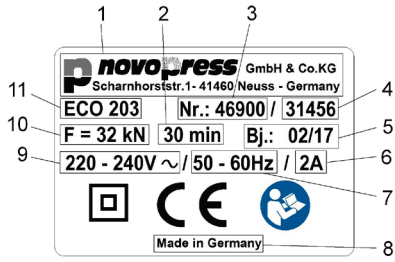 1 2 3
novopress GmbH & Co.KG
Scharnhorststr.1- 41460 Neuss - Germany
11 ECO 203 Nr.: 46900 / 31456 4
10 F = 32 kN 30 min Bj.: 02/17 5
9 220 - 240V ~ / 50 - 60Hz / 2A 6
CE 7
Made in Germany 8